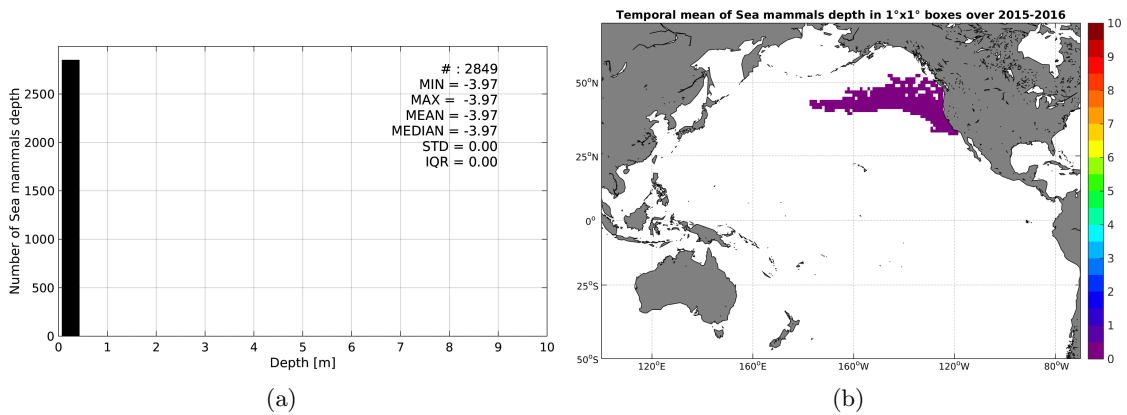 Number of Sea mammals depth
2500
2000
1500
1000
500
0
# : 2849
MIN = -3.97
MAX = -3.97
MEAN = -3.97
MEDIAN = -3.97
STD = 0.00
IQR = 0.00
0 1 2 3 4 5 6 7 8 9 10
Depth [m]
(a)
Temporal mean of Sea mammals depth in 1°x1° boxes over 2015-2016
50°N
25°N
0°
25°S
50°S
120°E 160°E 160°W 120°W 80°W
10
9
8
7
6
5
4
3
2
1
0
(b)